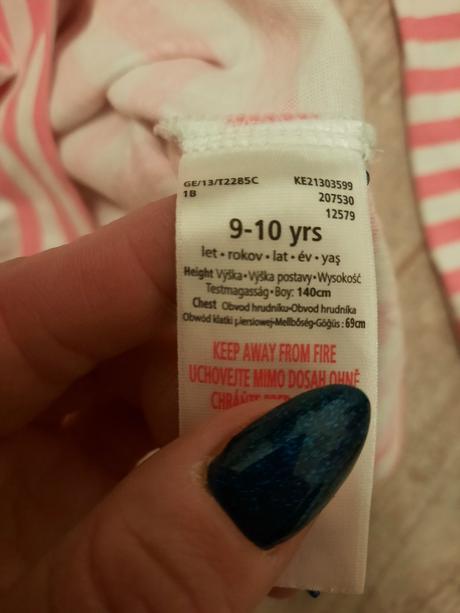 GE/13/T2285C KE21303599
1B 207530
12579
9-10 yrs
let • rokov • lat • év • yaş
Height Výška • Výška postavy • Wysokość
Testmagasság • Boy: 140cm
Chest Obvod hrudníku • Obvod hrudníka
Obwód klatki piersiowej • Mellbőség • Göğüs : 69cm
KEEP AWAY FROM FIRE
UCHOVEJTE MIMO DOSAH OHNĚ
CHRÁŇTE